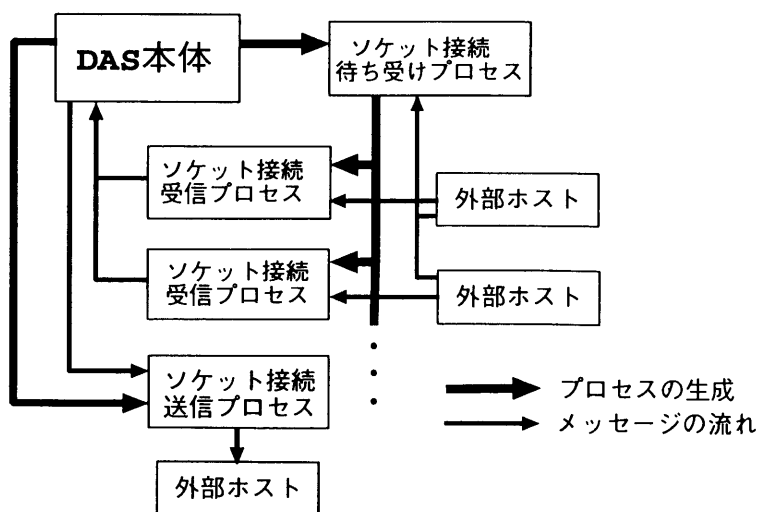 DAS本体
ソケット接続
待ち受けプロセス
ソケット接続
受信プロセス
外部ホスト
ソケット接続
受信プロセス
外部ホスト
ソケット接続
送信プロセス
プロセスの生成
メッセージの流れ
外部ホスト